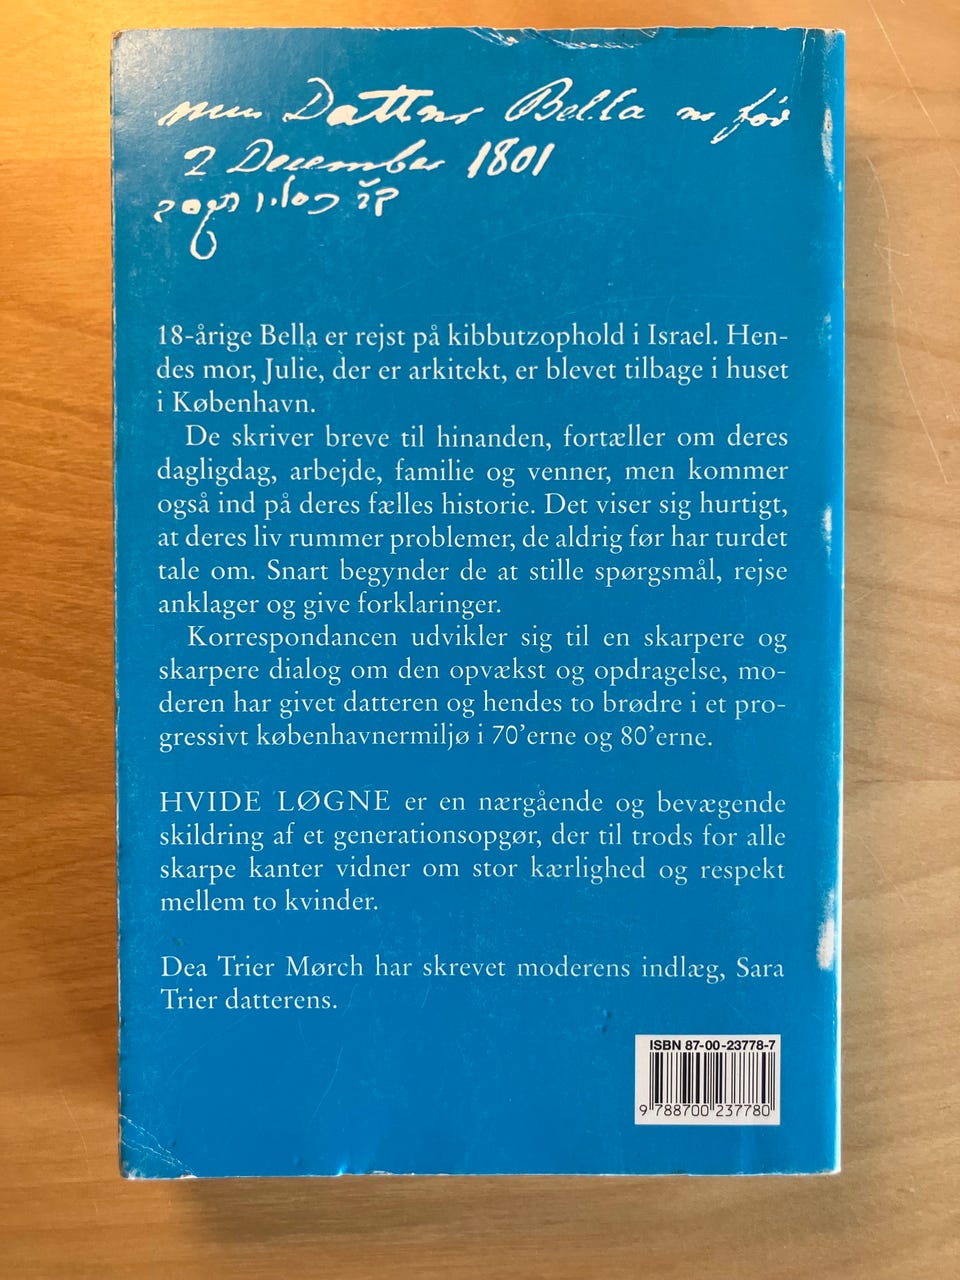 min Datter Bella er før
2 December 1801
18-årige Bella er rejst på kibbutzophold i Israel. Hen-
des mor, Julie, der er arkitekt, er blevet tilbage i huset
i København.
De skriver breve til hinanden, fortæller om deres
dagligdag, arbejde, familie og venner, men kommer
også ind på deres fælles historie. Det viser sig hurtigt,
at deres liv rummer problemer, de aldrig før har turdet
tale om. Snart begynder de at stille spørgsmål, rejse
anklager og give forklaringer.
Korrespondancen udvikler sig til en skarpere og
skarpere dialog om den opvækst og opdragelse, mo-
deren har givet datteren og hendes to brødre i et pro-
gressivt københavnermiljø i 70'erne og 80'erne.
HVIDE LØGNE er en nærgående og bevægende
skildring af et generationsopgør, der til trods for alle
skarpe kanter vidner om stor kærlighed og respekt
mellem to kvinder.
Dea Trier Mørch har skrevet moderens indlæg, Sara
Trier datterens.
ISBN 87-00-23778-7
9 788700 237780